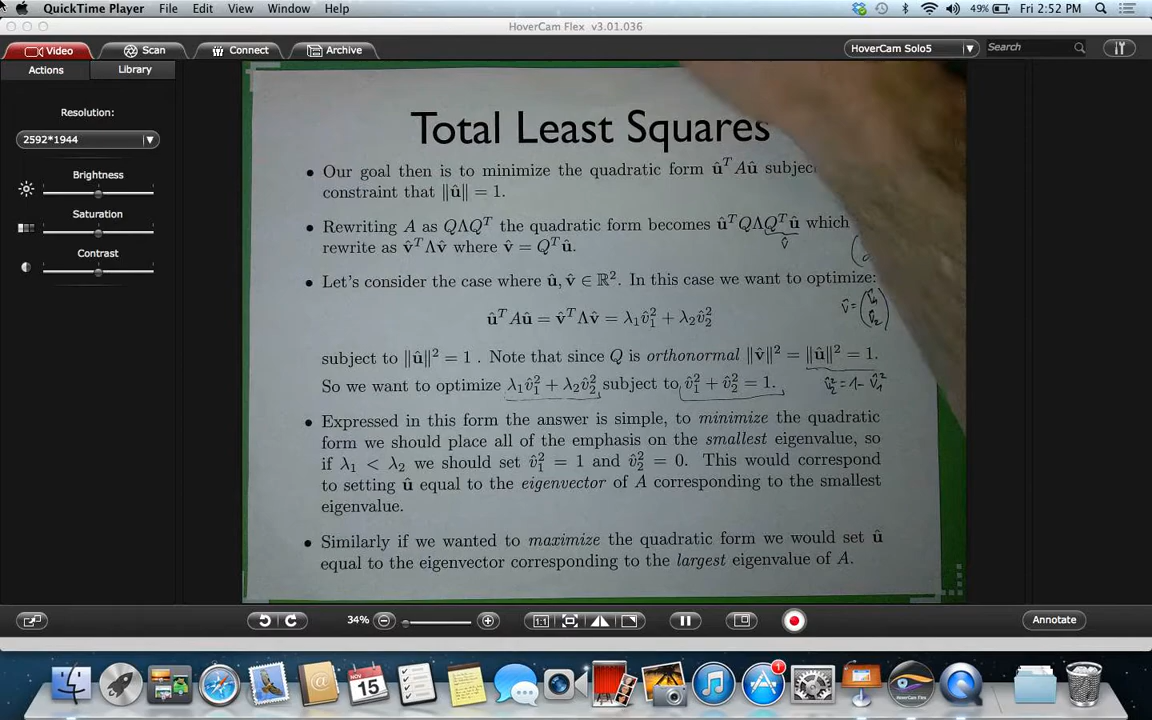 QuickTime Player File Edit View Window Help 49% Fri 2:52 PM
HoverCam Flex v3.01.036
Video Scan Connect Archive HoverCam Solo5 Search
Actions Library
Resolution:
2592*1944
Brightness
Saturation
Contrast
Total Least Squares
• Our goal then is to minimize the quadratic form û^T Aû subjec
constraint that ‖û‖ = 1.
• Rewriting A as QΛQ^T the quadratic form becomes û^T QΛQ^T û which
v̂
rewrite as v̂^T Λv̂ where v̂ = Q^T û.
• Let's consider the case where û, v̂ ∈ ℝ². In this case we want to optimize:
v̂ = (v̂₁ v̂₂)
û^T Aû = v̂^T Λv̂ = λ₁v̂₁² + λ₂v̂₂²
subject to ‖û‖² = 1 . Note that since Q is orthonormal ‖v̂‖² = ‖û‖² = 1.
So we want to optimize λ₁v̂₁² + λ₂v̂₂² subject to v̂₁² + v̂₂² = 1. v̂₂² = 1 - v̂₁²
• Expressed in this form the answer is simple, to minimize the quadratic
form we should place all of the emphasis on the smallest eigenvalue, so
if λ₁ < λ₂ we should set v̂₁² = 1 and v̂₂² = 0. This would correspond
to setting û equal to the eigenvector of A corresponding to the smallest
eigenvalue.
• Similarly if we wanted to maximize the quadratic form we would set û
equal to the eigenvector corresponding to the largest eigenvalue of A.
34% 1:1 Annotate
NOV
15
1